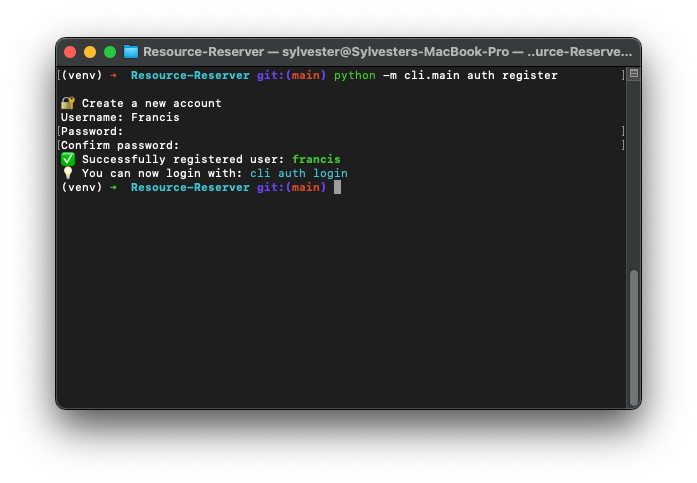 Resource-Reserver — sylvester@Sylvesters-MacBook-Pro — ..urce-Reserve...
[(venv) ➜  Resource-Reserver git:(main) python -m cli.main auth register ]
🔐 Create a new account
Username: Francis
[Password: ]
[Confirm password: ]
✅ Successfully registered user: francis
💡 You can now login with: cli auth login
(venv) ➜  Resource-Reserver git:(main)